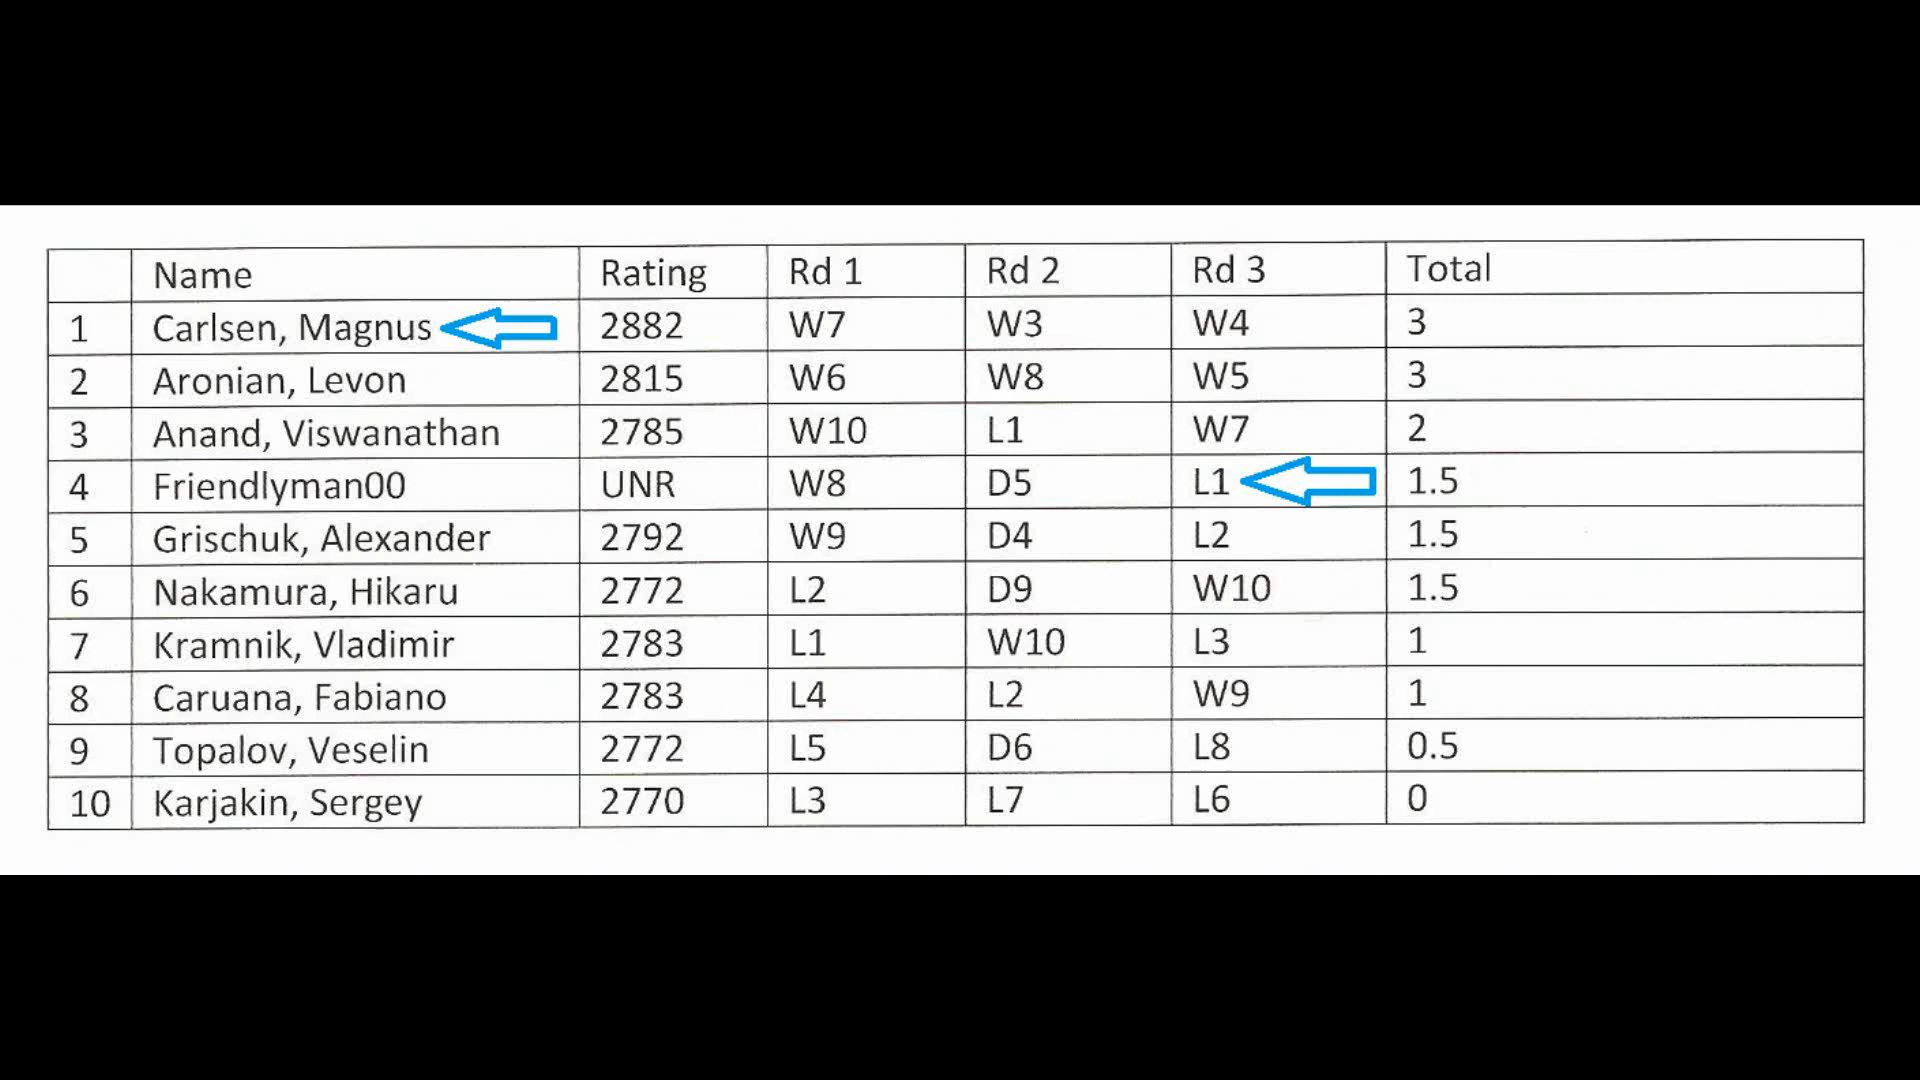 Name Rating Rd 1 Rd 2 Rd 3 Total
1 Carlsen, Magnus 2882 W7 W3 W4 3
2 Aronian, Levon 2815 W6 W8 W5 3
3 Anand, Viswanathan 2785 W10 L1 W7 2
4 Friendlyman00 UNR W8 D5 L1 1.5
5 Grischuk, Alexander 2792 W9 D4 L2 1.5
6 Nakamura, Hikaru 2772 L2 D9 W10 1.5
7 Kramnik, Vladimir 2783 L1 W10 L3 1
8 Caruana, Fabiano 2783 L4 L2 W9 1
9 Topalov, Veselin 2772 L5 D6 L8 0.5
10 Karjakin, Sergey 2770 L3 L7 L6 0